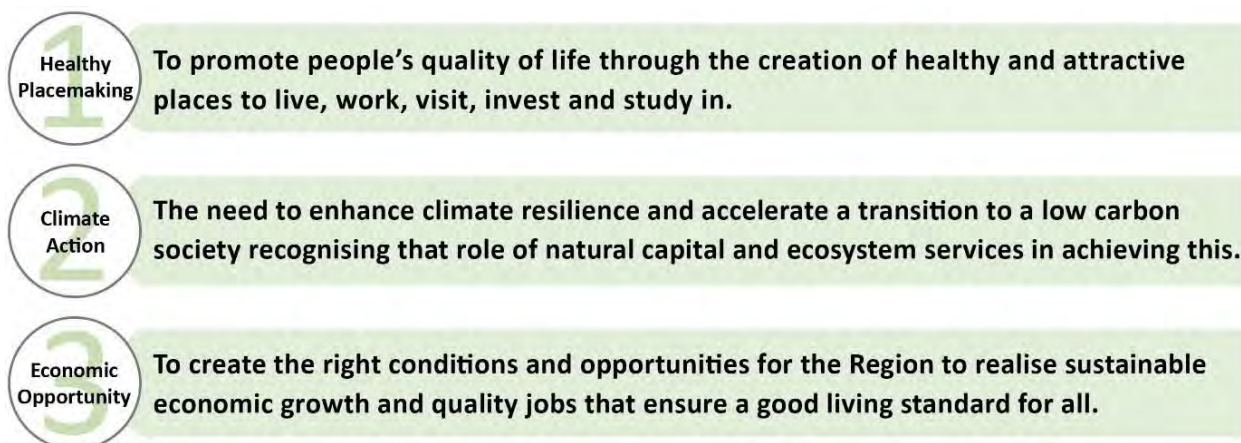 1
Healthy
Placemaking
To promote people's quality of life through the creation of healthy and attractive
places to live, work, visit, invest and study in.
2
Climate
Action
The need to enhance climate resilience and accelerate a transition to a low carbon
society recognising that role of natural capital and ecosystem services in achieving this.
3
Economic
Opportunity
To create the right conditions and opportunities for the Region to realise sustainable
economic growth and quality jobs that ensure a good living standard for all.